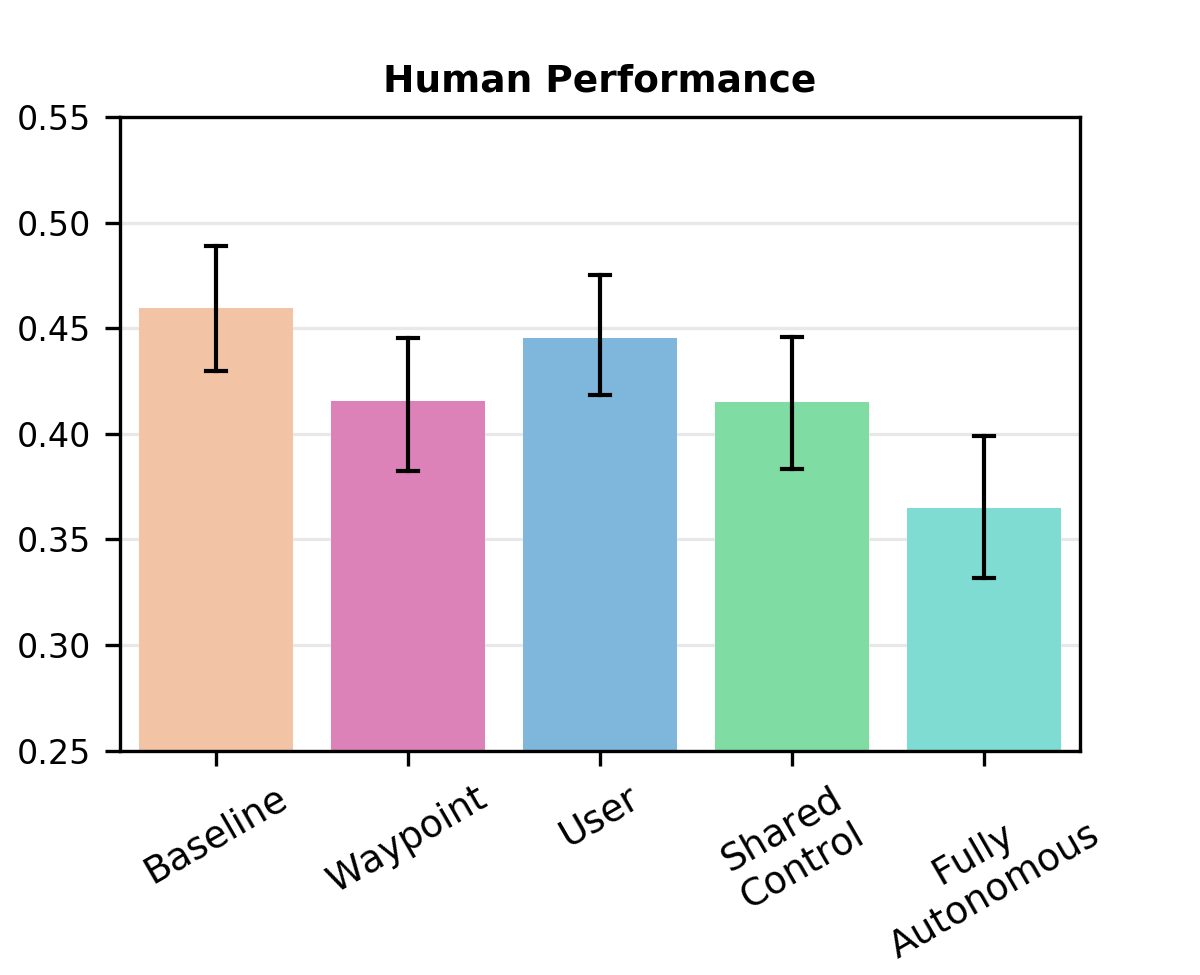 Human Performance
0.55
0.50
0.45
0.40
0.35
0.30
0.25
Baseline
Waypoint
User
Shared
Control
Fully
Autonomous